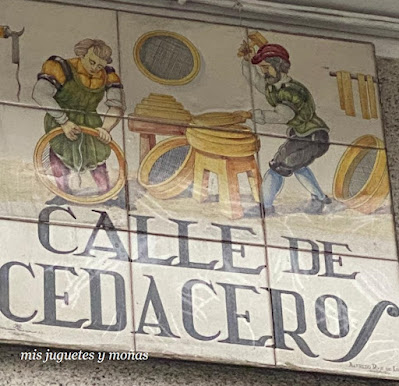 CALLE DE
CEDACEROS
mis juguetes y moñas